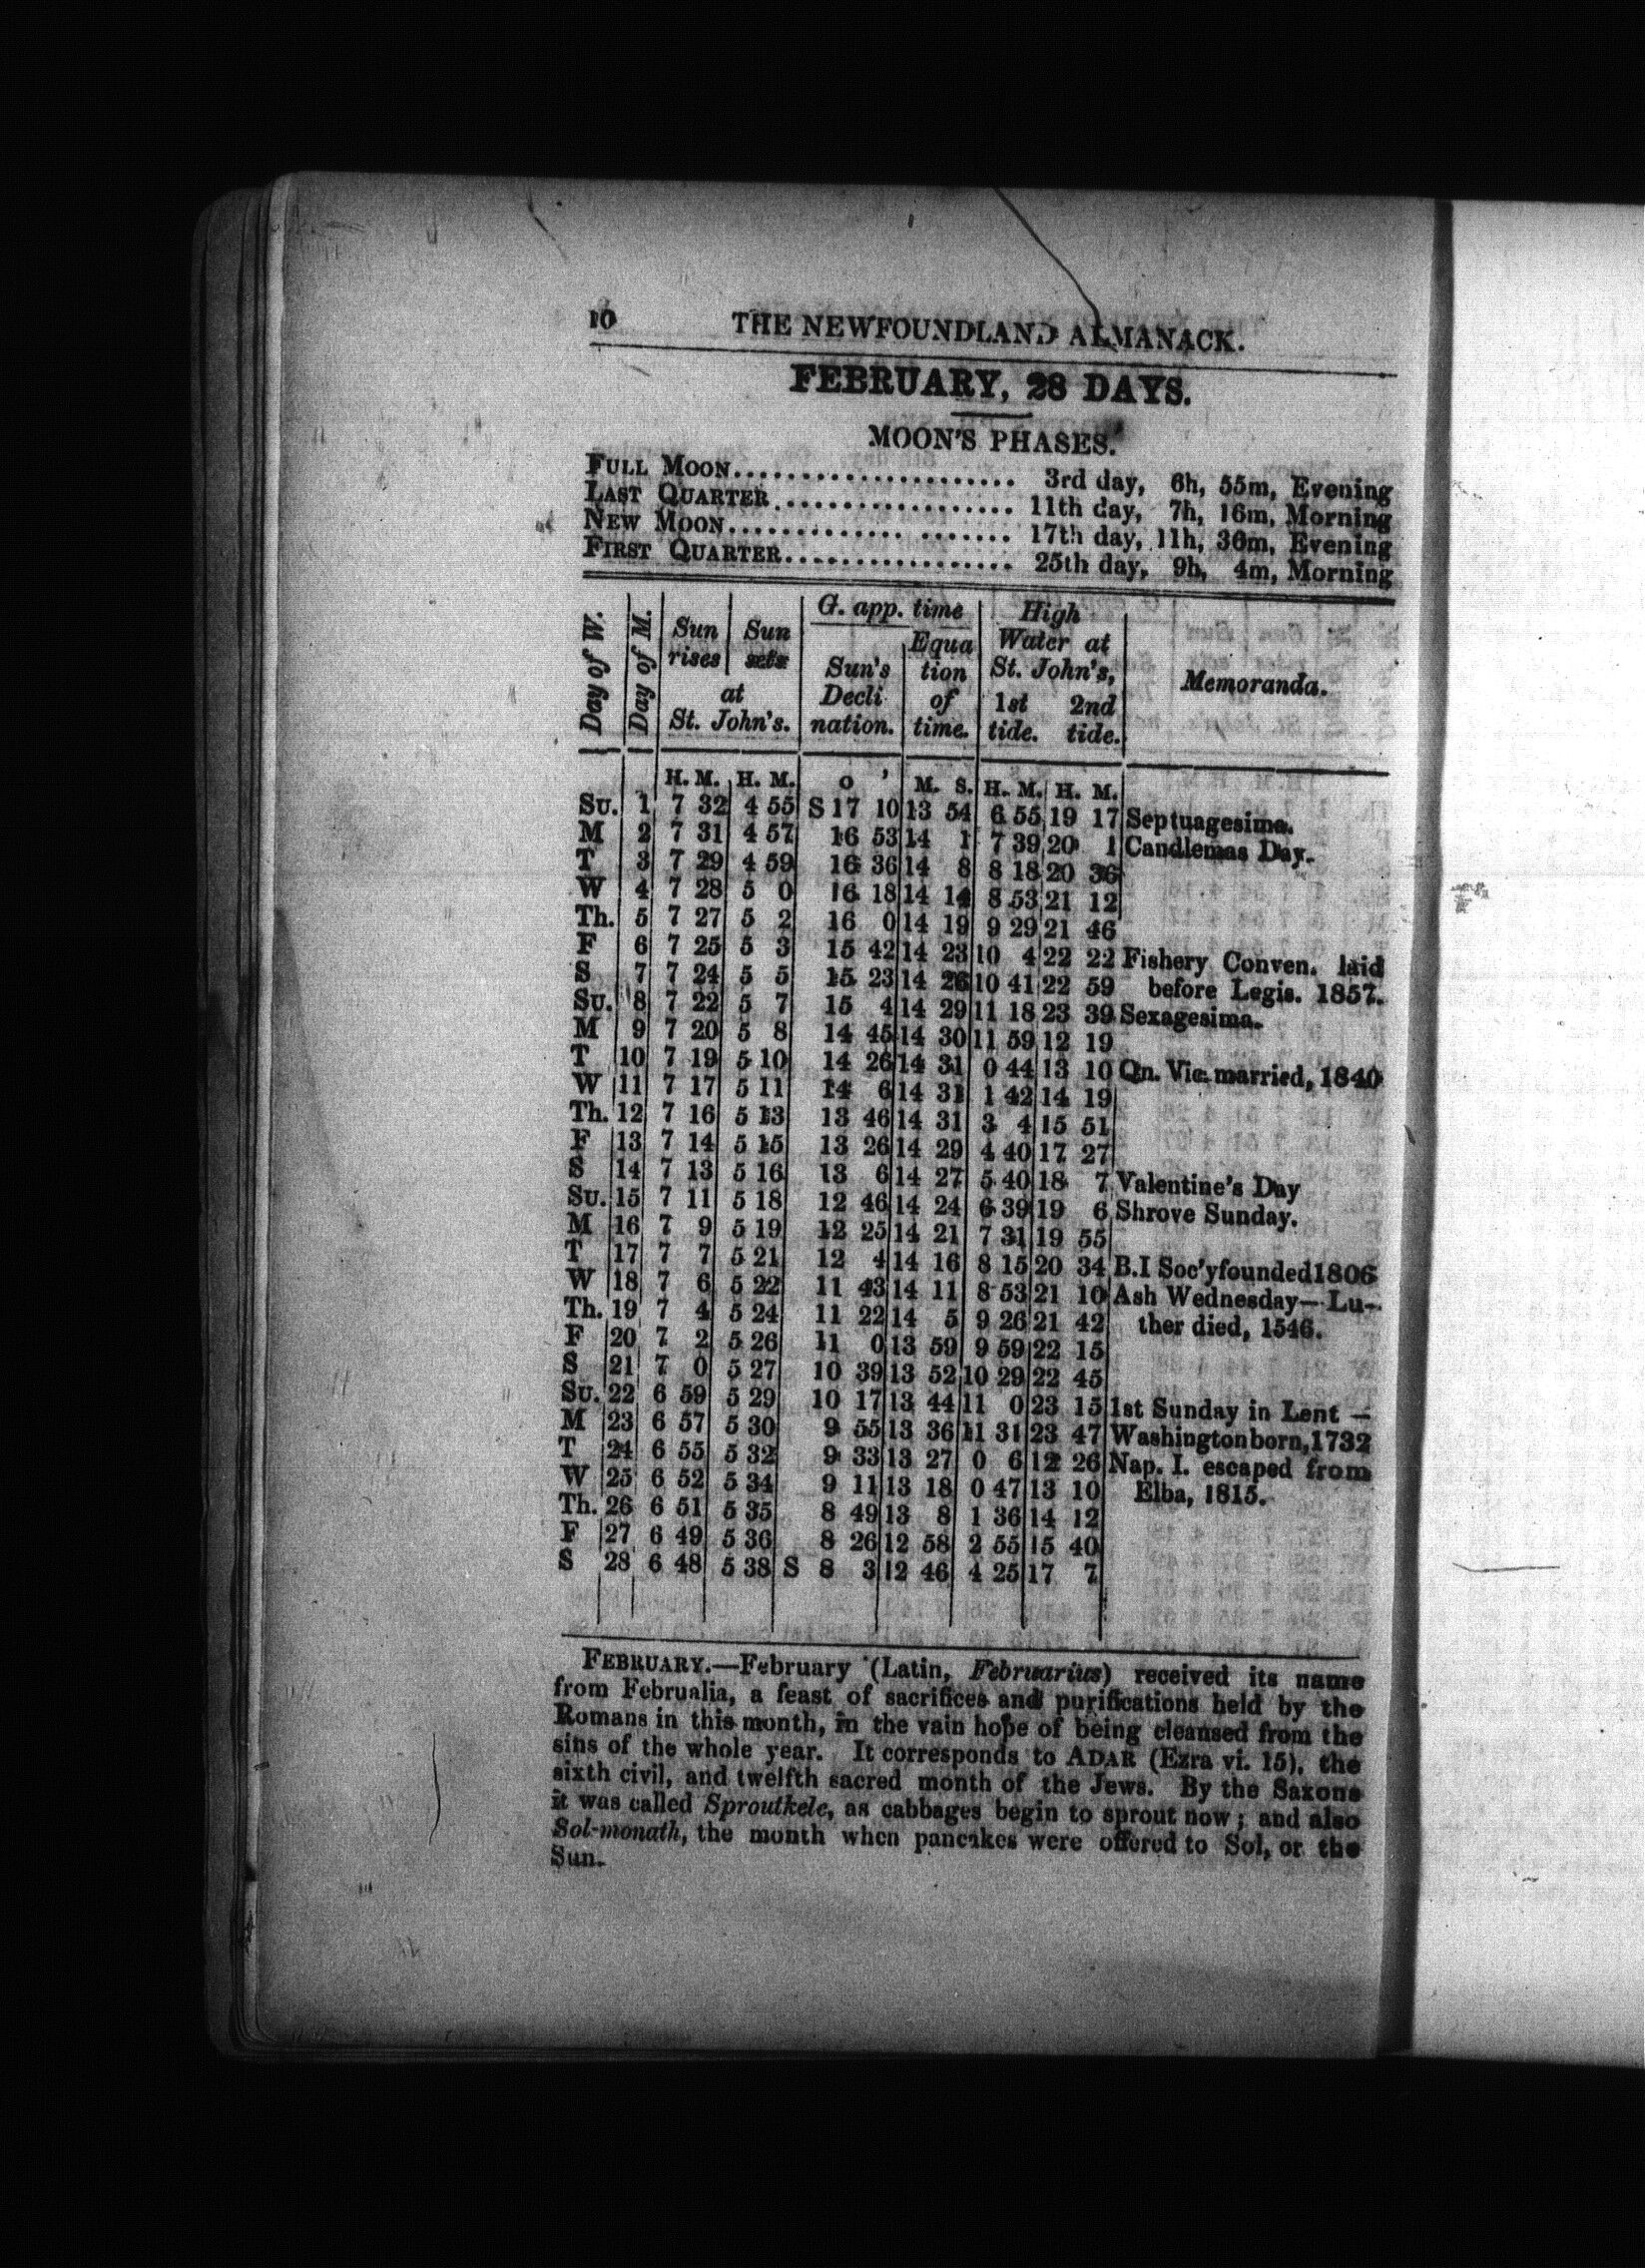 10 THE NEWFOUNDLAND ALMANACK.
FEBRUARY, 28 DAYS.
MOON'S PHASES.
FULL MOON..................... 3rd day, 6h, 55m, Evening
LAST QUARTER.................. 11th day, 7h, 16m, Morning
NEW MOON............. ....... 17th day, 11h, 36m, Evening
FIRST QUARTER................. 25th day, 9h, 4m, Morning
Day of W. Day of M. Sun rises Sun sets at St. John's. G. app. time Sun's Decli nation. Equa tion of time. High Water at St. John's, 1st tide. 2nd tide. Memoranda.
H. M. H. M. o ' M. S. H. M. H. M.
Su. 1 7 32 4 55 S 17 10 13 54 6 55 19 17 Septuagesima.
M 2 7 31 4 57 16 53 14 1 7 39 20 1 Candlemas Day.
T 3 7 29 4 59 16 36 14 8 8 18 20 36
W 4 7 28 5 0 16 18 14 14 8 53 21 12
Th. 5 7 27 5 2 16 0 14 19 9 29 21 46
F 6 7 25 5 3 15 42 14 23 10 4 22 22 Fishery Conven. laid
S 7 7 24 5 5 15 23 14 26 10 41 22 59 before Legis. 1857.
Su. 8 7 22 5 7 15 4 14 29 11 18 23 39 Sexagesima.
M 9 7 20 5 8 14 45 14 30 11 59 12 19
T 10 7 19 5 10 14 26 14 31 0 44 13 10 Qn. Vic. married, 1840
W 11 7 17 5 11 14 6 14 31 1 42 14 19
Th. 12 7 16 5 13 13 46 14 31 3 4 15 51
F 13 7 14 5 15 13 26 14 29 4 40 17 27
S 14 7 13 5 16 13 6 14 27 5 40 18 7 Valentine's Day
Su. 15 7 11 5 18 12 46 14 24 6 39 19 6 Shrove Sunday.
M 16 7 9 5 19 12 25 14 21 7 31 19 55
T 17 7 7 5 21 12 4 14 16 8 15 20 34 B.I Soc'yfounded1806
W 18 7 6 5 22 11 43 14 11 8 53 21 10 Ash Wednesday—Lu-
Th. 19 7 4 5 24 11 22 14 5 9 26 21 42 ther died, 1546.
F 20 7 2 5 26 11 0 13 59 9 59 22 15
S 21 7 0 5 27 10 39 13 52 10 29 22 45
Su. 22 6 59 5 29 10 17 13 44 11 0 23 15 1st Sunday in Lent —
M 23 6 57 5 30 9 55 13 36 11 31 23 47 Washingtonborn,1732
T 24 6 55 5 32 9 33 13 27 0 6 12 26 Nap. I. escaped from
W 25 6 52 5 34 9 11 13 18 0 47 13 10 Elba, 1815.
Th. 26 6 51 5 35 8 49 13 8 1 36 14 12
F 27 6 49 5 36 8 26 12 58 2 55 15 40
S 28 6 48 5 38 S 8 3 12 46 4 25 17 7
FEBRUARY.—February (Latin, Februarius) received its name
from Februalia, a feast of sacrifices and purifications held by the
Romans in this month, in the vain hope of being cleansed from the
sins of the whole year. It corresponds to ADAR (Ezra vi. 15), the
sixth civil, and twelfth sacred month of the Jews. By the Saxons
it was called Sproutkele, as cabbages begin to sprout now; and also
Sol-monath, the month when pancakes were offered to Sol, or the
Sun.